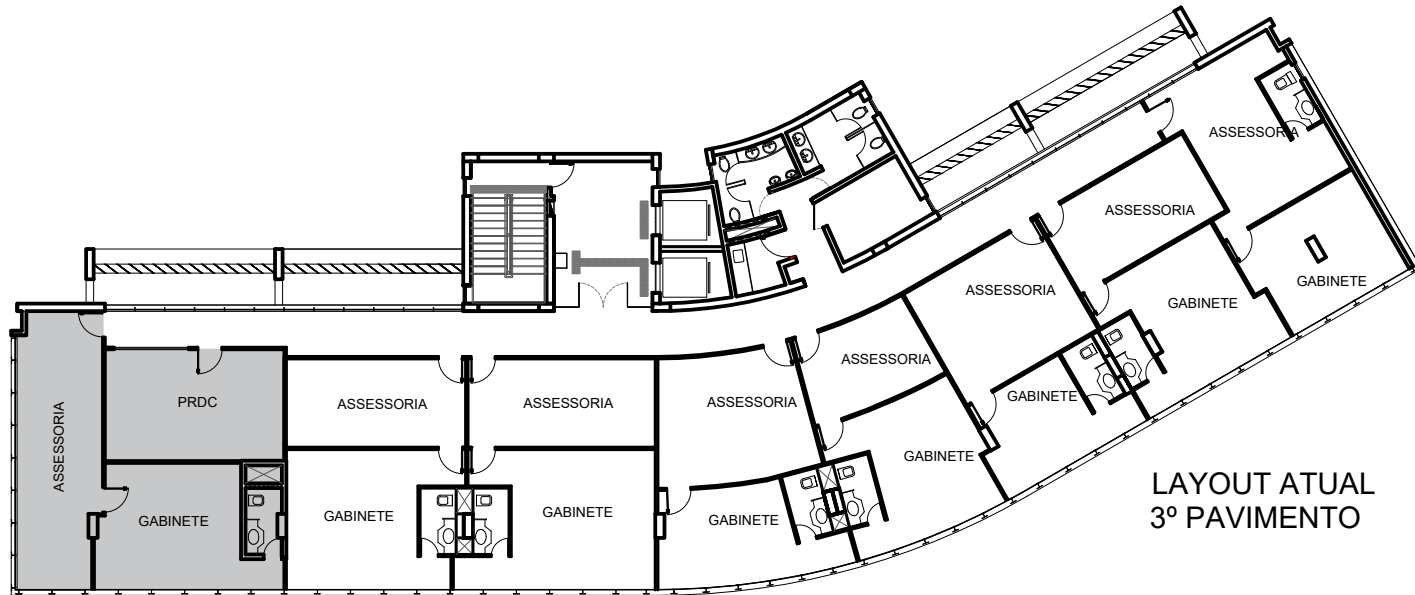 ASSESSORIA
ASSESSORIA
ASSESSORIA
GABINETE
GABINETE
ASSESSORIA
GABINETE
ASSESSORIA
PRDC
ASSESSORIA
ASSESSORIA
ASSESSORIA
ASSESSORIA
GABINETE
GABINETE
GABINETE
GABINETE
GABINETE
LAYOUT ATUAL
3º PAVIMENTO